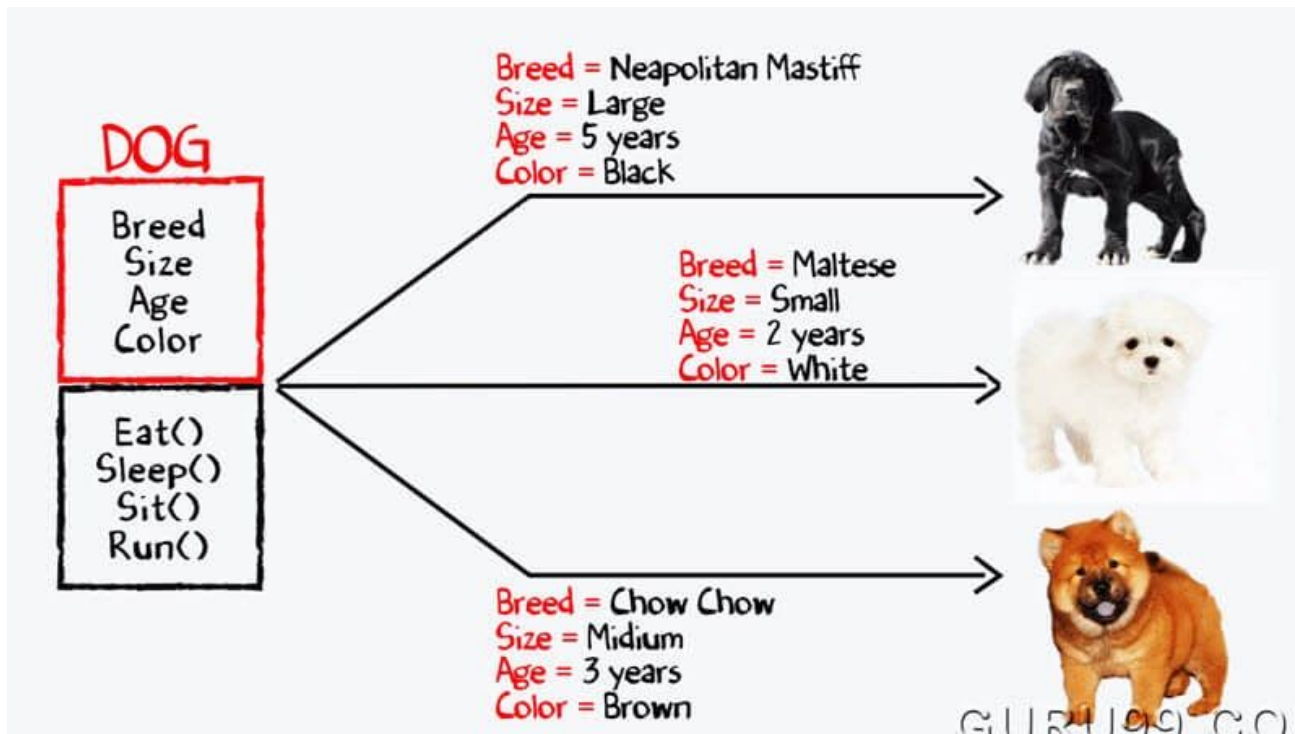 DOG
Breed
Size
Age
Color
Eat()
Sleep()
Sit()
Run()
Breed = Neapolitan Mastiff
Size = Large
Age = 5 years
Color = Black
Breed = Maltese
Size = Small
Age = 2 years
Color = White
Breed = Chow Chow
Size = Midium
Age = 3 years
Color = Brown
GURU99.CO